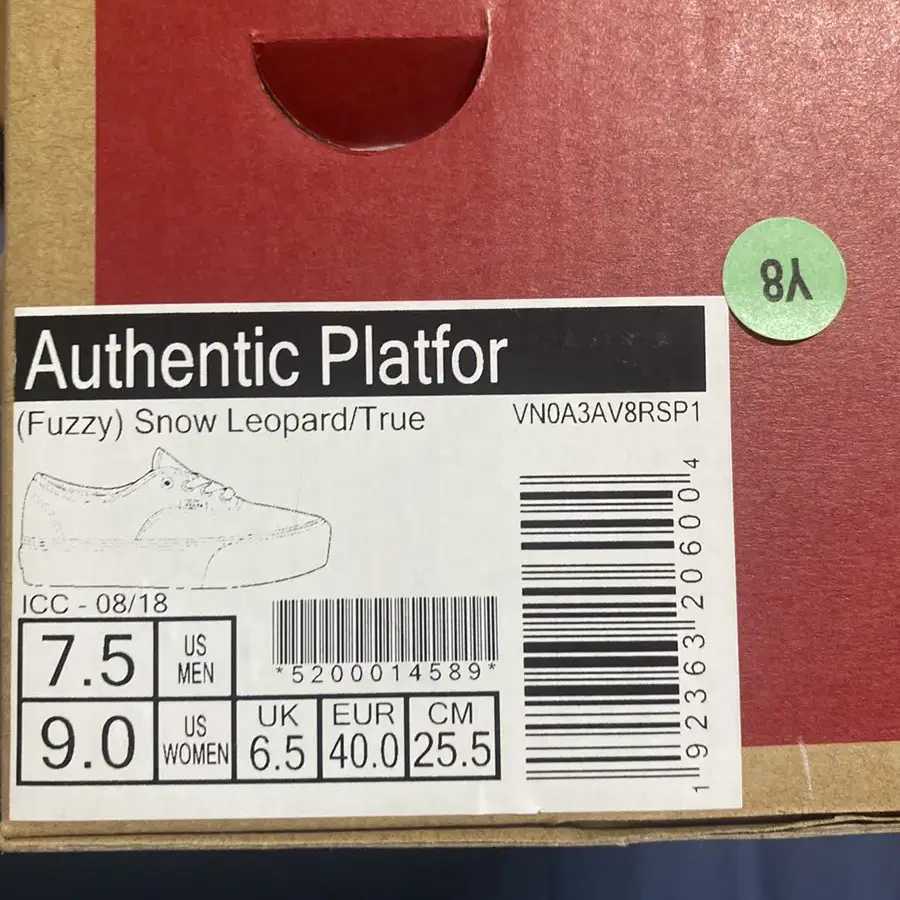 Y8
Authentic Platfor
(Fuzzy) Snow Leopard/True
VN0A3AV8RSP1
ICC - 08/18
7.5 US MEN
*5200014589*
9.0 US WOMEN
UK 6.5
EUR 40.0
CM 25.5
1 92363 20600 4